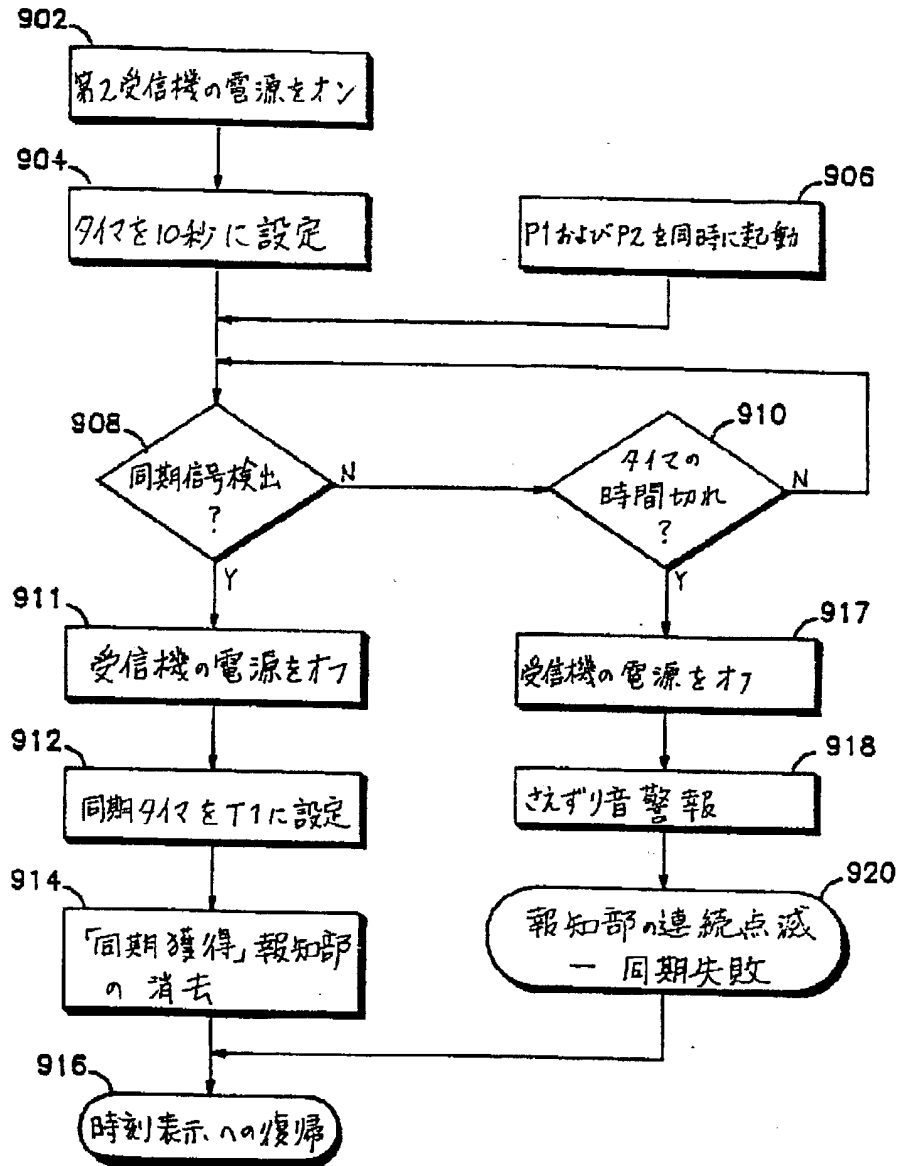 902
第2受信機の電源をオン
904
タイマを10秒に設定
906
P1およびP2を同時に起動
908
同期信号検出
?
N
Y
910
タイマの
時間切れ
?
N
Y
911
受信機の電源をオフ
912
同期タイマをT1に設定
914
「同期獲得」報知部
の消去
917
受信機の電源をオフ
918
さえずり音警報
920
報知部の連続点滅
— 同期失敗
916
時刻表示への復帰